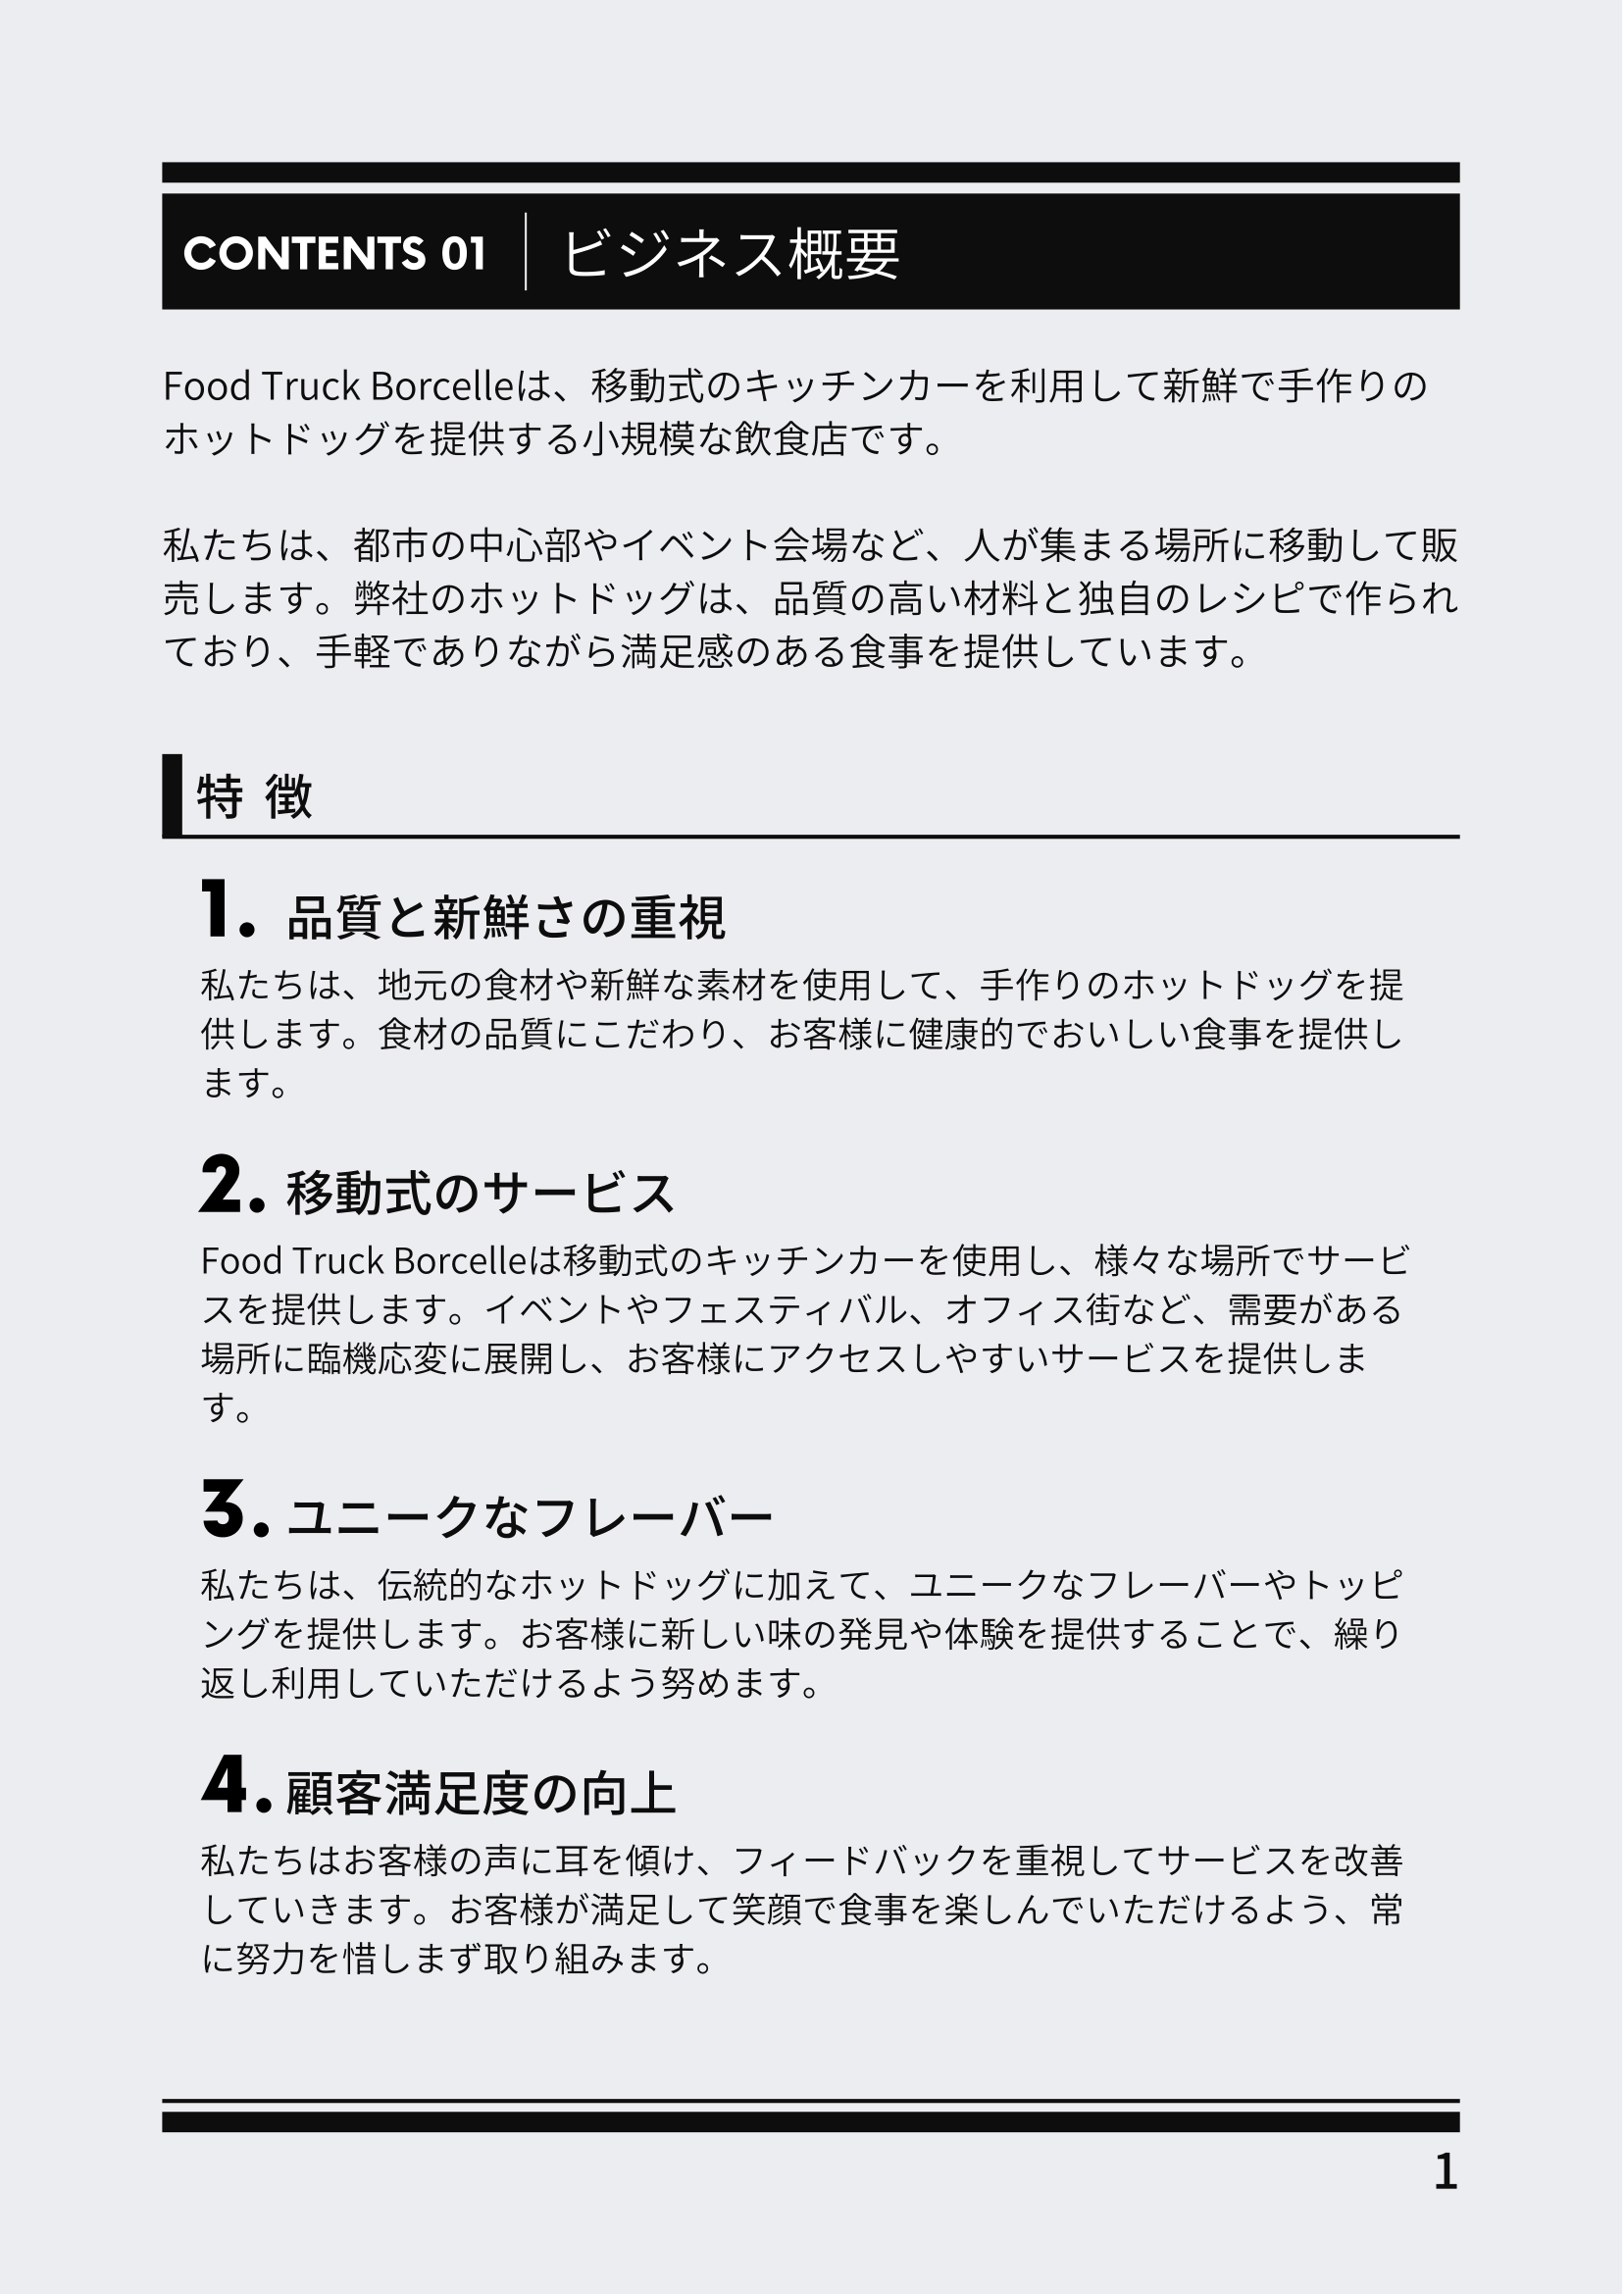 CONTENTS 01 ビジネス概要
Food Truck Borcelleは、移動式のキッチンカーを利用して新鮮で手作りの
ホットドッグを提供する小規模な飲食店です。
私たちは、都市の中心部やイベント会場など、人が集まる場所に移動して販
売します。弊社のホットドッグは、品質の高い材料と独自のレシピで作られ
ており、手軽でありながら満足感のある食事を提供しています。
特 徴
1. 品質と新鮮さの重視
私たちは、地元の食材や新鮮な素材を使用して、手作りのホットドッグを提
供します。食材の品質にこだわり、お客様に健康的でおいしい食事を提供し
ます。
2. 移動式のサービス
Food Truck Borcelleは移動式のキッチンカーを使用し、様々な場所でサービ
スを提供します。イベントやフェスティバル、オフィス街など、需要がある
場所に臨機応変に展開し、お客様にアクセスしやすいサービスを提供しま
す。
3. ユニークなフレーバー
私たちは、伝統的なホットドッグに加えて、ユニークなフレーバーやトッピ
ングを提供します。お客様に新しい味の発見や体験を提供することで、繰り
返し利用していただけるよう努めます。
4. 顧客満足度の向上
私たちはお客様の声に耳を傾け、フィードバックを重視してサービスを改善
していきます。お客様が満足して笑顔で食事を楽しんでいただけるよう、常
に努力を惜しまず取り組みます。
1